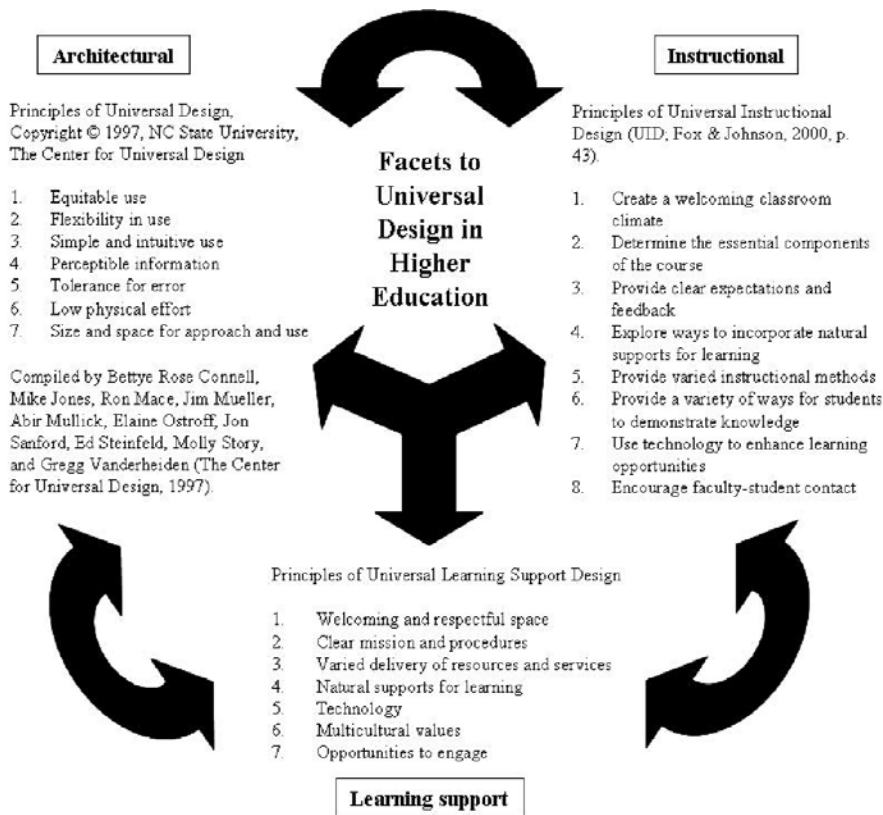 Architectural
Principles of Universal Design,
Copyright © 1997, NC State University,
The Center for Universal Design
1. Equitable use
2. Flexibility in use
3. Simple and intuitive use
4. Perceptible information
5. Tolerance for error
6. Low physical effort
7. Size and space for approach and use
Compiled by Bettye Rose Connell,
Mike Jones, Ron Mace, Jim Mueller,
Abir Mullick, Elaine Ostroff, Jon
Sanford, Ed Steinfeld, Molly Story,
and Gregg Vanderheiden (The Center
for Universal Design, 1997).
Facets to
Universal
Design in
Higher
Education
Instructional
Principles of Universal Instructional
Design (UID; Fox & Johnson, 2000, p.
43).
1. Create a welcoming classroom
climate
2. Determine the essential components
of the course
3. Provide clear expectations and
feedback
4. Explore ways to incorporate natural
supports for learning
5. Provide varied instructional methods
6. Provide a variety of ways for students
to demonstrate knowledge
7. Use technology to enhance learning
opportunities
8. Encourage faculty-student contact
Principles of Universal Learning Support Design
1. Welcoming and respectful space
2. Clear mission and procedures
3. Varied delivery of resources and services
4. Natural supports for learning
5. Technology
6. Multicultural values
7. Opportunities to engage
Learning support